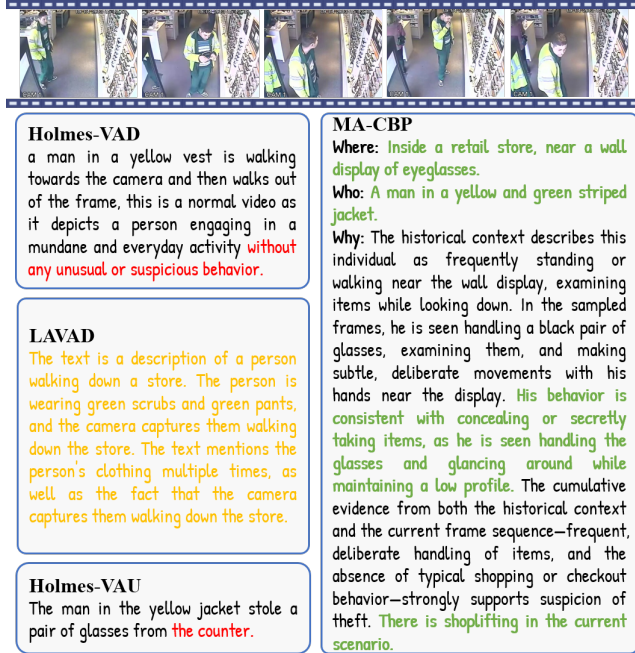 Holmes-VAD
a man in a yellow vest is walking
towards the camera and then walks out
of the frame, this is a normal video as
it depicts a person engaging in a
mundane and everyday activity without
any unusual or suspicious behavior.
LAVAD
The text is a description of a person
walking down a store. The person is
wearing green scrubs and green pants,
and the camera captures them walking
down the store. The text mentions the
person's clothing multiple times, as
well as the fact that the camera
captures them walking down the store.
Holmes-VAU
The man in the yellow jacket stole a
pair of glasses from the counter.
MA-CBP
Where: Inside a retail store, near a wall
display of eyeglasses.
Who: A man in a yellow and green striped
jacket.
Why: The historical context describes this
individual as frequently standing or
walking near the wall display, examining
items while looking down. In the sampled
frames, he is seen handling a black pair of
glasses, examining them, and making
subtle, deliberate movements with his
hands near the display. His behavior is
consistent with concealing or secretly
taking items, as he is seen handling the
glasses and glancing around while
maintaining a low profile. The cumulative
evidence from both the historical context
and the current frame sequence—frequent,
deliberate handling of items, and the
absence of typical shopping or checkout
behavior—strongly supports suspicion of
theft. There is shoplifting in the current
scenario.